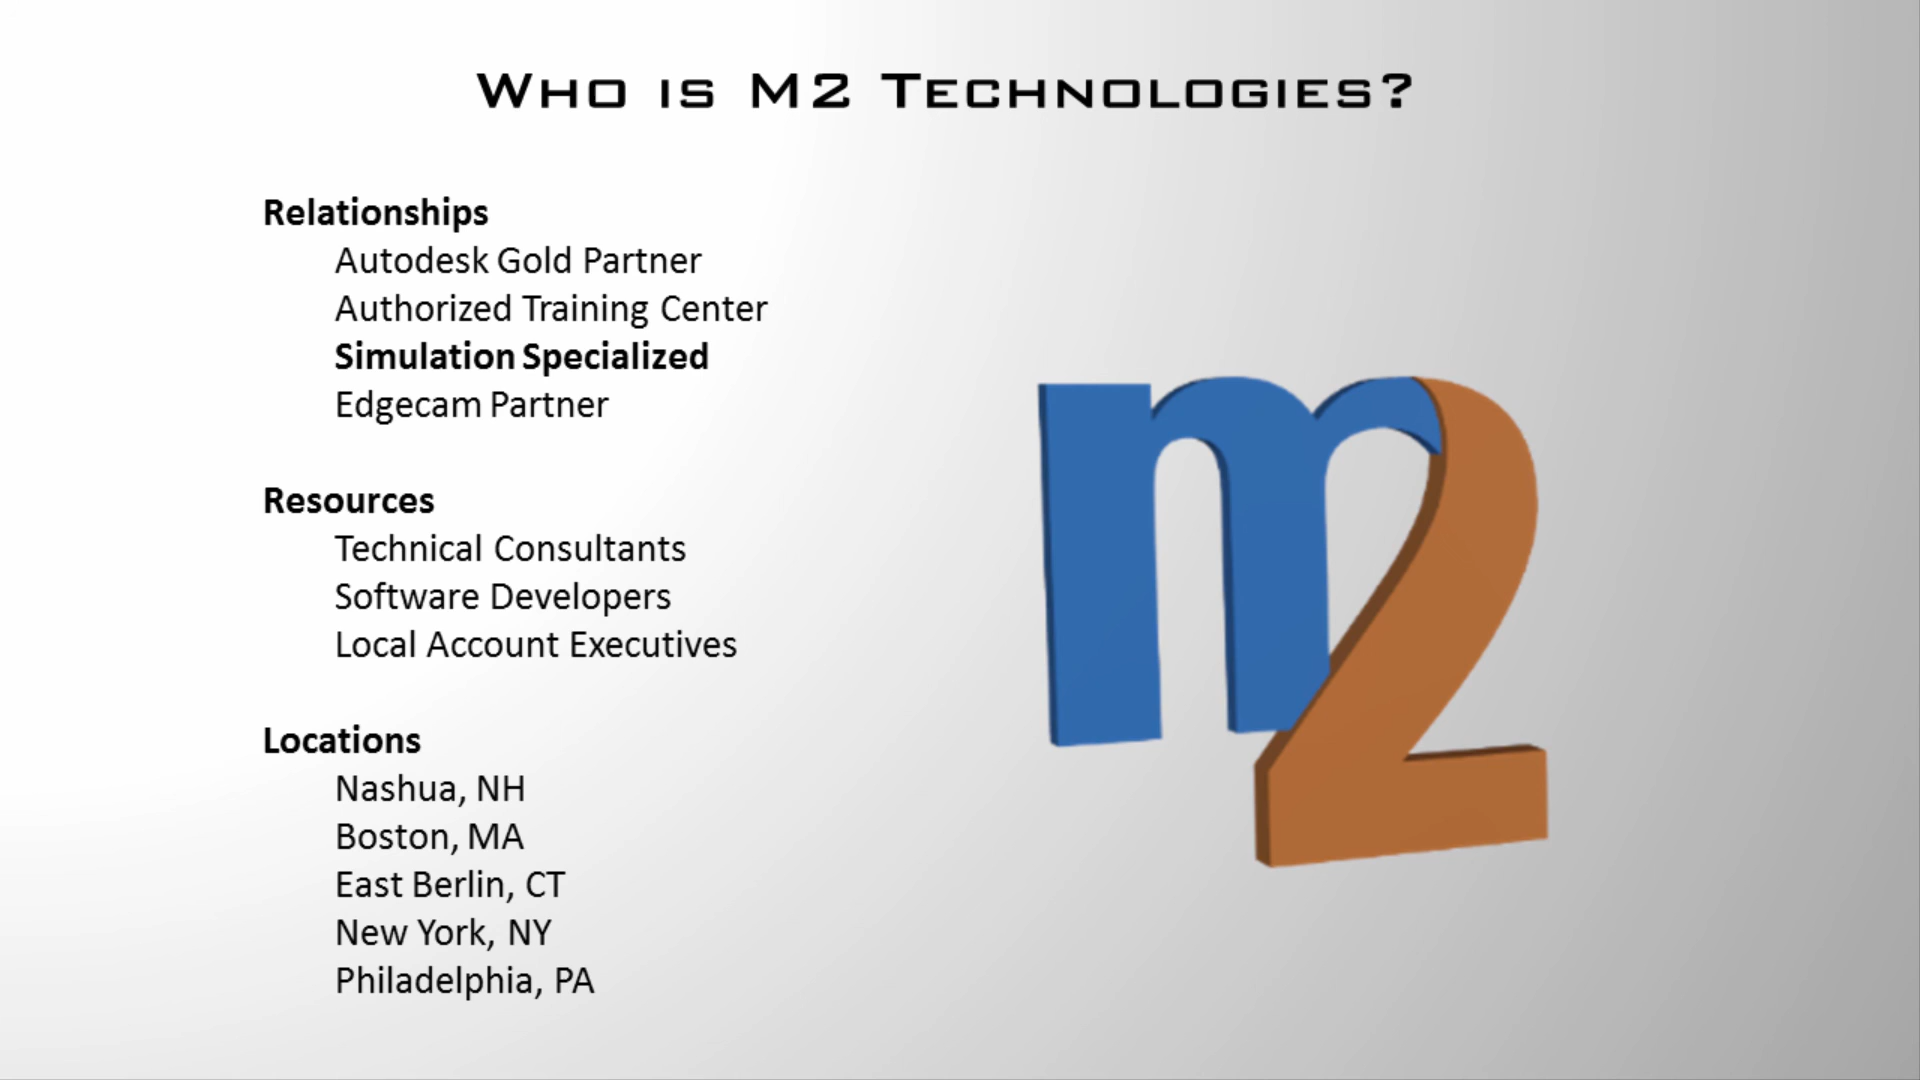 Who is M2 Technologies?
Relationships
Autodesk Gold Partner
Authorized Training Center
Simulation Specialized
Edgecam Partner
Resources
Technical Consultants
Software Developers
Local Account Executives
Locations
Nashua, NH
Boston, MA
East Berlin, CT
New York, NY
Philadelphia, PA
m2